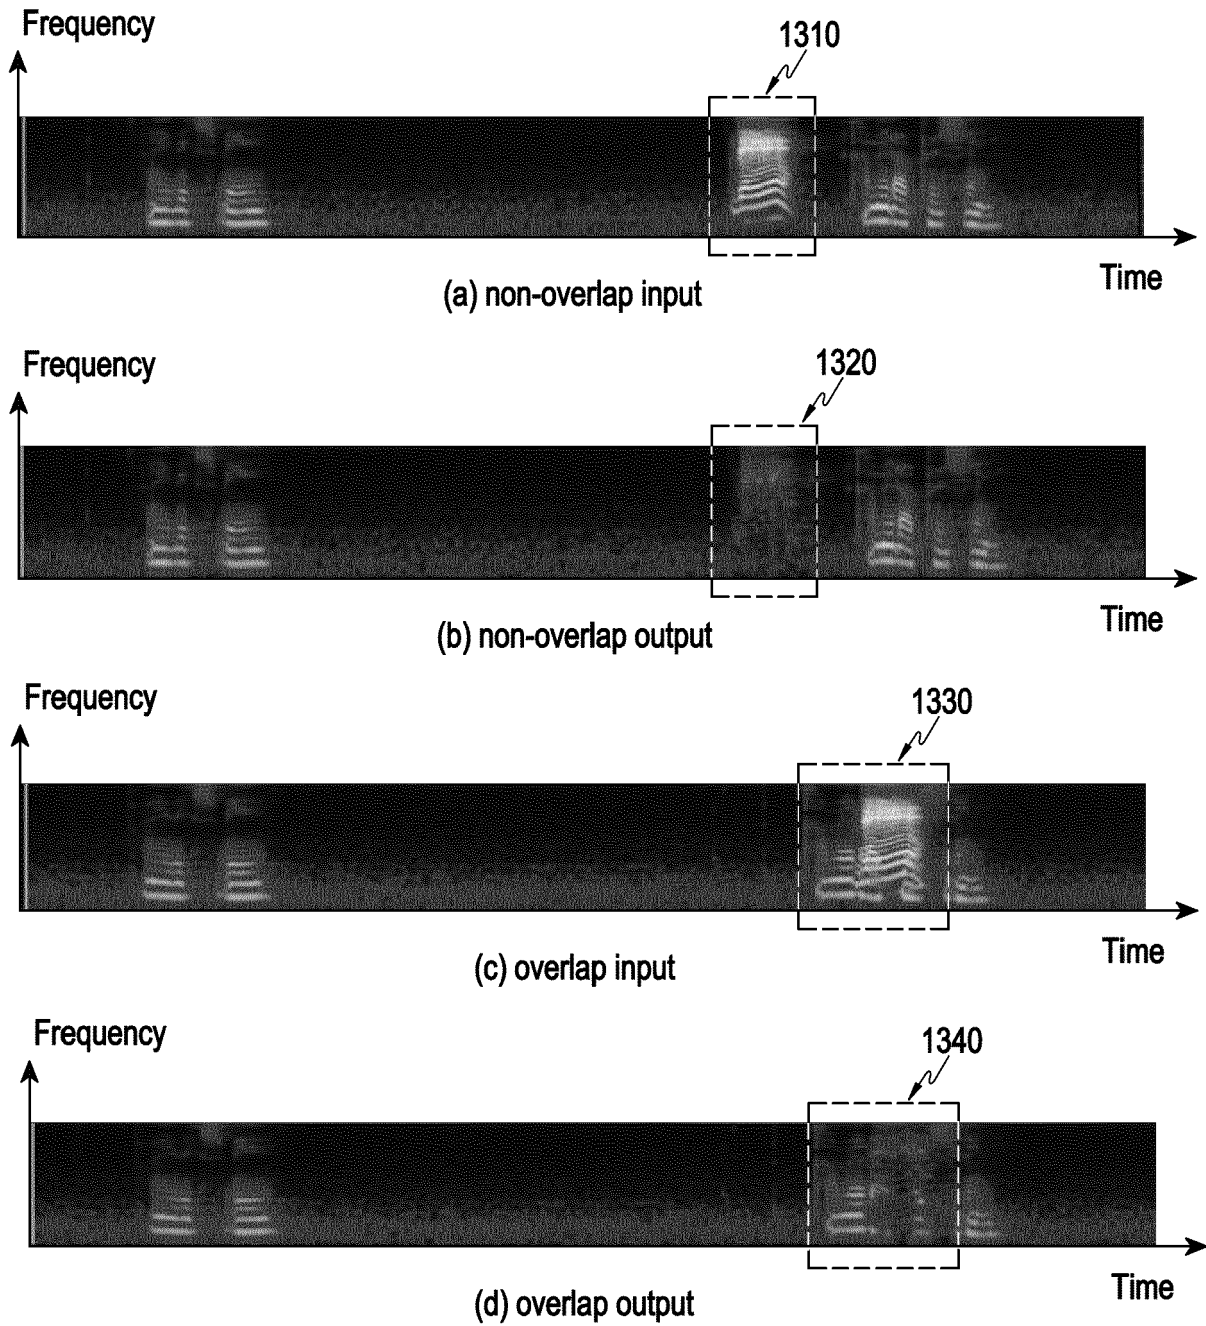 Frequency
1310
Time
(a) non-overlap input
Frequency
1320
Time
(b) non-overlap output
Frequency
1330
Time
(c) overlap input
Frequency
1340
Time
(d) overlap output